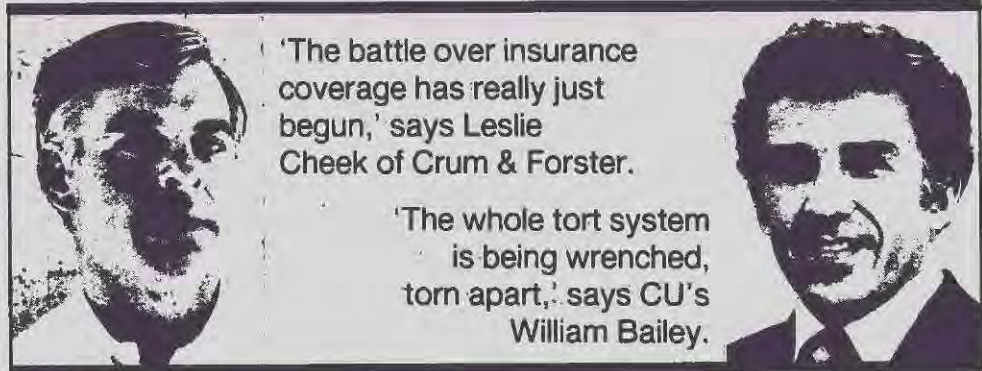 'The battle over insurance
coverage has really just
begun,' says Leslie
Cheek of Crum & Forster.
'The whole tort system
is being wrenched,
torn apart,' says CU's
William Bailey.